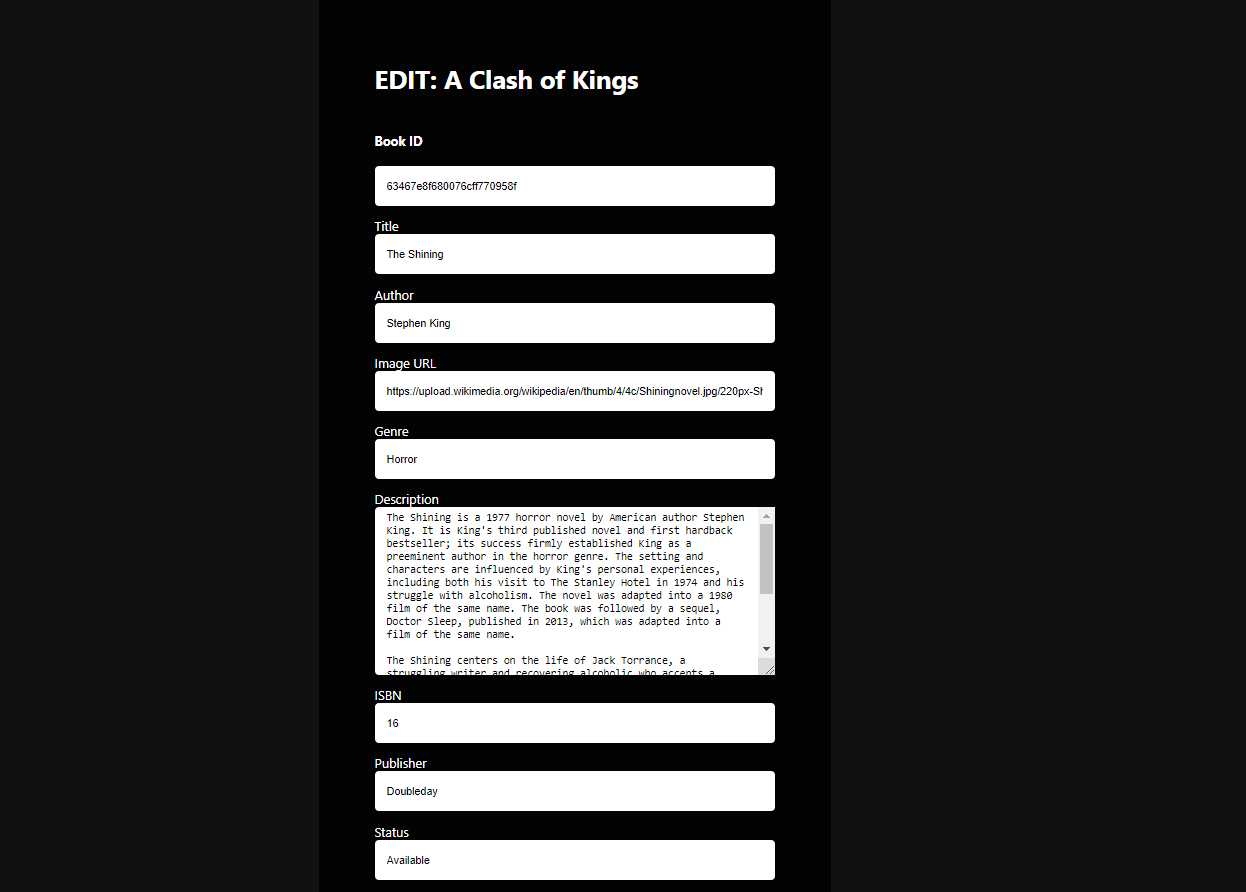 EDIT: A Clash of Kings
Book ID
63467e8f680076cff770958f
Title
The Shining
Author
Stephen King
Image URL
https://upload.wikimedia.org/wikipedia/en/thumb/4/4c/Shiningnovel.jpg/220px-Sh
Genre
Horror
Description
The Shining is a 1977 horror novel by American author Stephen
King. It is King's third published novel and first hardback
bestseller; its success firmly established King as a
preeminent author in the horror genre. The setting and
characters are influenced by King's personal experiences,
including both his visit to The Stanley Hotel in 1974 and his
struggle with alcoholism. The novel was adapted into a 1980
film of the same name. The book was followed by a sequel,
Doctor Sleep, published in 2013, which was adapted into a
film of the same name.
The Shining centers on the life of Jack Torrance, a
struggling writer and recovering alcoholic who accepts a
ISBN
16
Publisher
Doubleday
Status
Available